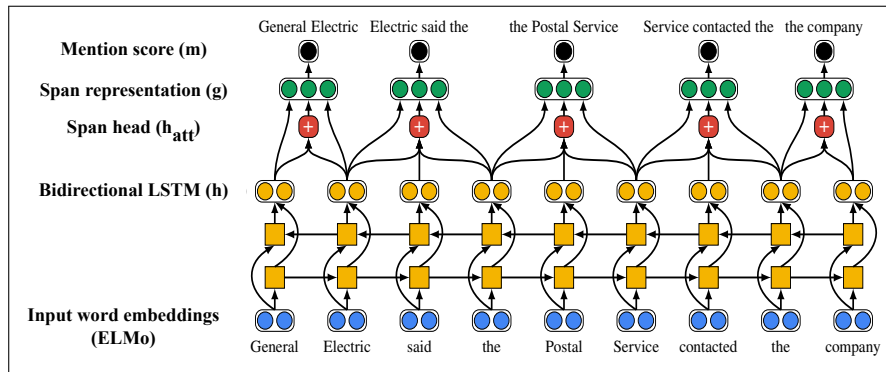 General Electric Electric said the the Postal Service Service contacted the the company
Mention score (m)
Span representation (g)
Span head (h_att)
+ + + + +
Bidirectional LSTM (h)
Input word embeddings
(ELMo)
General Electric said the Postal Service contacted the company